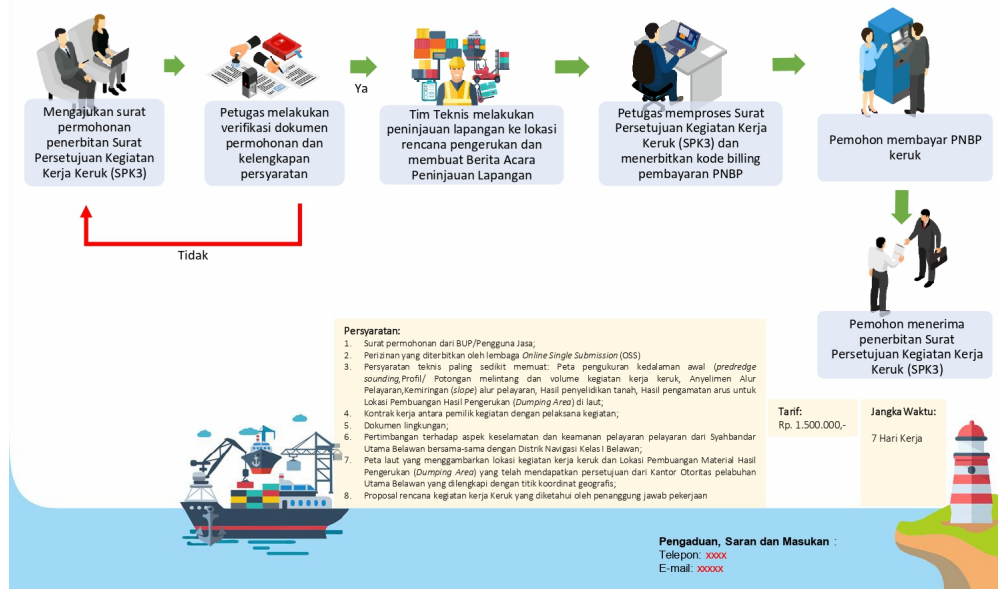 Mengajukan surat
permohonan
penerbitan Surat
Persetujuan Kegiatan
Kerja Keruk (SPK3)
Petugas melakukan
verifikasi dokumen
permohonan dan
kelengkapan
persyaratan
Ya
Tim Teknis melakukan
peninjauan lapangan ke lokasi
rencana pengerukan dan
membuat Berita Acara
Peninjauan Lapangan
Petugas memproses Surat
Persetujuan Kegiatan Kerja
Keruk (SPK3) dan
menerbitkan kode billing
pembayaran PNBP
Pemohon membayar PNBP
keruk
Tidak
Pemohon menerima
penerbitan Surat
Persetujuan Kegiatan Kerja
Keruk (SPK3)
Persyaratan:
1. Surat permohonan dari BUP/Pengguna Jasa;
2. Perizinan yang diterbitkan oleh lembaga Online Single Submission (OSS)
3. Persyaratan teknis paling sedikit memuat: Peta pengukuran kedalaman awal (predredge
sounding,Profil/ Potongan melintang dan volume kegiatan kerja keruk, Anyelimen Alur
Pelayaran,Kemiringan (slope) alur pelayaran, Hasil penyelidikan tanah, Hasil pengamatan arus untuk
Lokasi Pembuangan Hasil Pengerukan (Dumping Area) di laut;
4. Kontrak kerja antara pemilik kegiatan dengan pelaksana kegiatan;
5. Dokumen lingkungan;
6. Pertimbangan terhadap aspek keselamatan dan keamanan pelayaran pelayaran dari Syahbandar
Utama Belawan bersama-sama dengan Distrik Navigasi Kelas I Belawan;
7. Peta laut yang menggambarkan lokasi kegiatan kerja keruk dan Lokasi Pembuangan Material Hasil
Pengerukan (Dumping Area) yang telah mendapatkan persetujuan dari Kantor Otoritas pelabuhan
Utama Belawan yang dilengkapi dengan titik koordinat geografis;
8. Proposal rencana kegiatan kerja Keruk yang diketahui oleh penanggung jawab pekerjaan
Tarif:
Rp. 1.500.000,-
Jangka Waktu:
7 Hari Kerja
Pengaduan, Saran dan Masukan :
Telepon: xxxx
E-mail: xxxxx